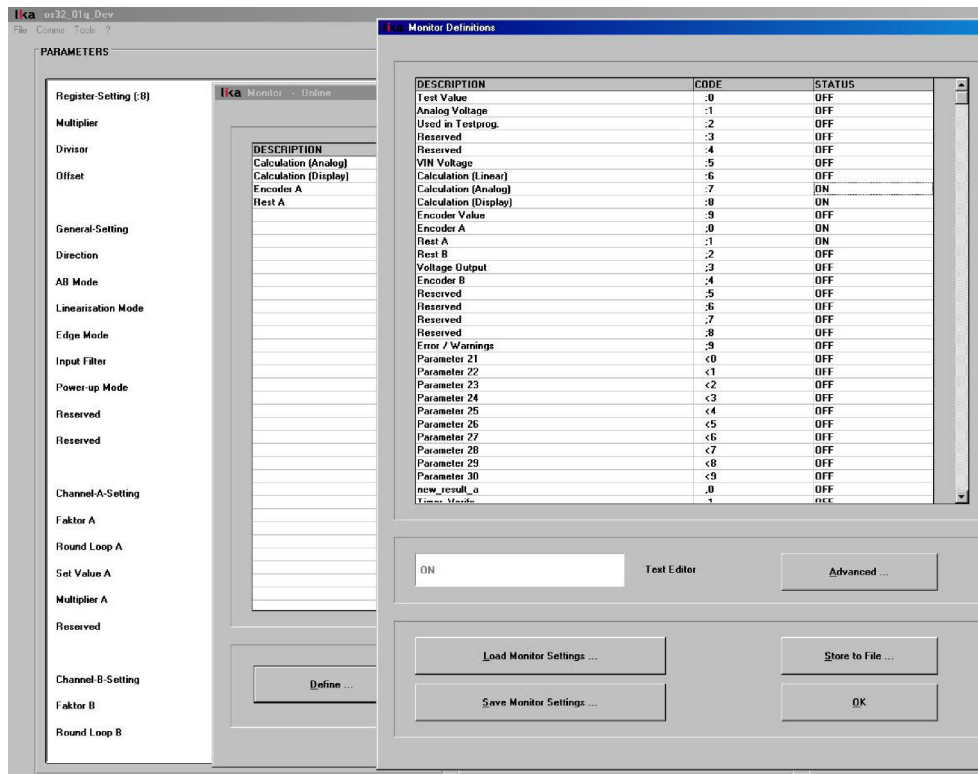 lika os32_01q_Dev
File Comms Tools ?
PARAMETERS
Register-Setting (:8)
Multiplier
Divisor
Offset
General-Setting
Direction
AB Mode
Linearisation Mode
Edge Mode
Input Filter
Power-up Mode
Reserved
Reserved
Channel-A-Setting
Faktor A
Round Loop A
Set Value A
Multiplier A
Reserved
Channel-B-Setting
Faktor B
Round Loop B
lika Monitor - Online
DESCRIPTION
Calculation (Analog)
Calculation (Display)
Encoder A
Rest A
Define ...
lika Monitor Definitions
DESCRIPTION CODE STATUS
Test Value :0 OFF
Analog Voltage :1 OFF
Used in Testprog. :2 OFF
Reserved :3 OFF
Reserved :4 OFF
VIN Voltage :5 OFF
Calculation (Linear) :6 OFF
Calculation (Analog) :7 ON
Calculation (Display) :8 ON
Encoder Value :9 OFF
Encoder A ;0 ON
Rest A ;1 ON
Rest B ;2 OFF
Voltage Output ;3 OFF
Encoder B ;4 OFF
Reserved ;5 OFF
Reserved ;6 OFF
Reserved ;7 OFF
Reserved ;8 OFF
Error / Warnings ;9 OFF
Parameter 21 <0 OFF
Parameter 22 <1 OFF
Parameter 23 <2 OFF
Parameter 24 <3 OFF
Parameter 25 <4 OFF
Parameter 26 <5 OFF
Parameter 27 <6 OFF
Parameter 28 <7 OFF
Parameter 29 <8 OFF
Parameter 30 <9 OFF
new_result_a ,0 OFF
ON
Text Editor
Advanced ...
Load Monitor Settings ...
Store to File ...
Save Monitor Settings ...
OK